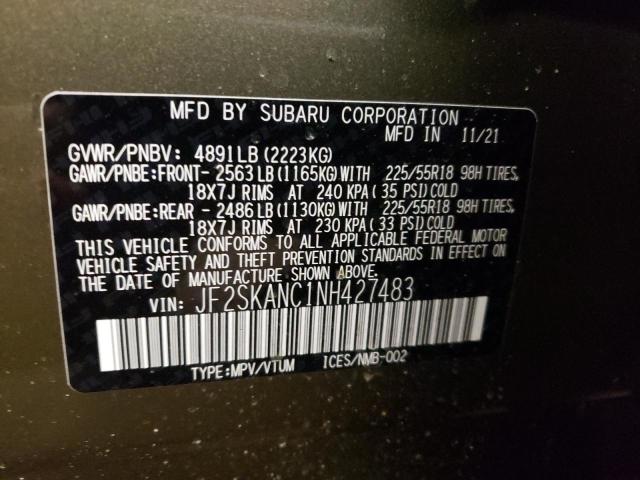 MFD BY SUBARU CORPORATION
MFD IN 11/21
GVWR/PNBV: 4891LB(2223KG)
GAWR/PNBE:FRONT- 2563LB(1165KG)WITH 225/55R18 98H TIRES,
18X7J RIMS AT 240 KPA( 35 PSI)COLD
GAWR/PNBE:REAR - 2486LB(1130KG)WITH 225/55R18 98H TIRES,
18X7J RIMS AT 230 KPA( 33 PSI)COLD
THIS VEHICLE CONFORMS TO ALL APPLICABLE FEDERAL MOTOR
VEHICLE SAFETY AND THEFT PREVENTION STANDARDS IN EFFECT ON
THE DATE OF MANUFACTURE SHOWN ABOVE.
VIN: JF2SKANC1NH427483
TYPE:MPV/VTUM ICES/NMB-002